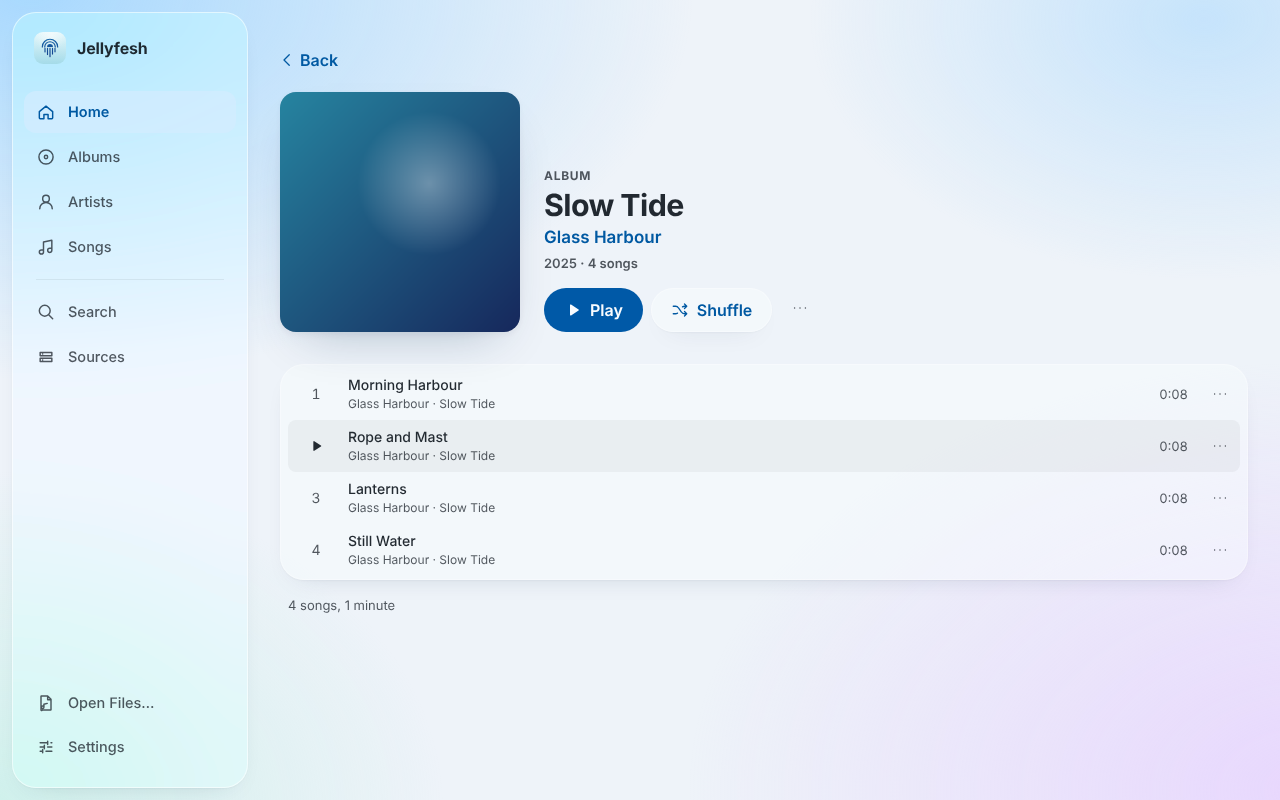 Jellyfesh
Home
Albums
Artists
Songs
Search
Sources
Open Files...
Settings
Back
ALBUM
Slow Tide
Glass Harbour
2025 · 4 songs
Play
Shuffle
···
1 Morning Harbour 0:08 ···
Glass Harbour · Slow Tide
Rope and Mast 0:08 ···
Glass Harbour · Slow Tide
3 Lanterns 0:08 ···
Glass Harbour · Slow Tide
4 Still Water 0:08 ···
Glass Harbour · Slow Tide
4 songs, 1 minute